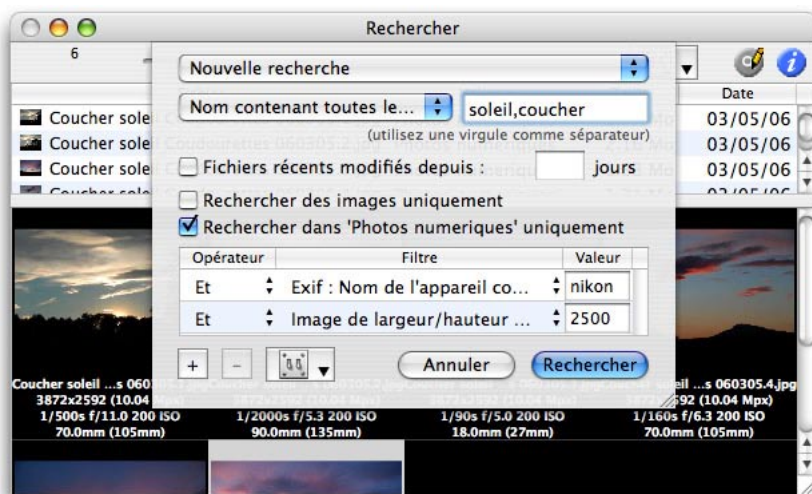 Rechercher
6
Nouvelle recherche
Date
Nom contenant toutes le... soleil,coucher
Coucher sole 03/05/06
(utilisez une virgule comme séparateur)
Coucher sole 03/05/06
Fichiers récents modifiés depuis : jours
Coucher sole 03/05/06
Rechercher des images uniquement
Rechercher dans 'Photos numeriques' uniquement
Opérateur Filtre Valeur
Et Exif : Nom de l'appareil co... nikon
Et Image de largeur/hauteur ... 2500
+ - Annuler Rechercher
Coucher soleil ...s 060305.4.jpg
3872x2592 (10.04 Mpx)
1/500s f/11.0 200 ISO 1/2000s f/5.3 200 ISO 1/90s f/5.0 200 ISO 1/160s f/6.3 200 ISO
70.0mm (105mm) 90.0mm (135mm) 18.0mm (27mm) 70.0mm (105mm)